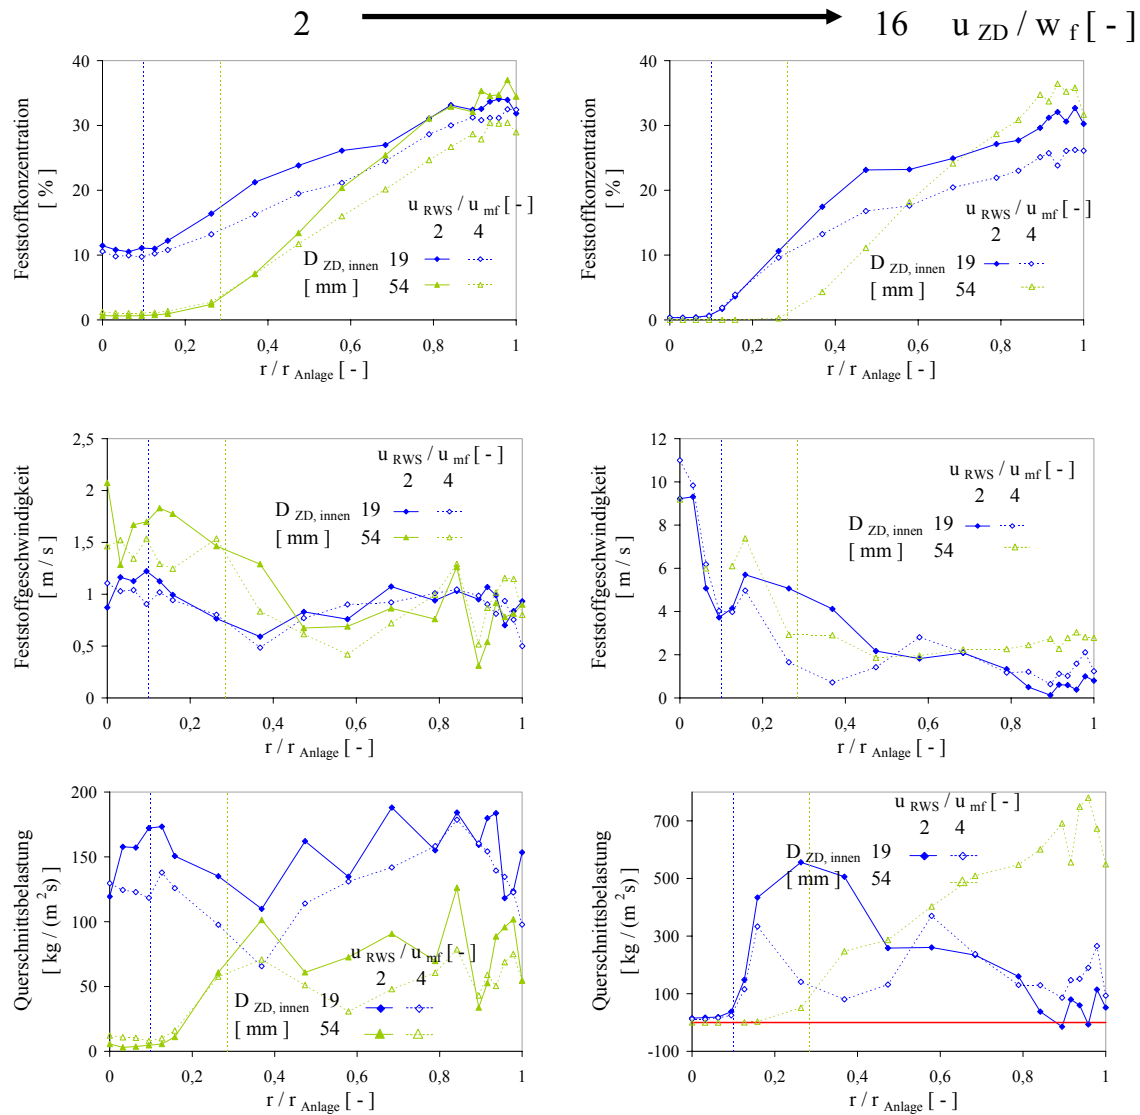 2 16 u ZD / w f [ - ]
Feststoffkonzentration
[ % ]
40
30
20
10
0
u RWS / u mf [ - ]
2 4
D ZD, innen 19
[ mm ] 54
0 0,2 0,4 0,6 0,8 1
r / r Anlage [ - ]
Feststoffkonzentration
[ % ]
40
30
20
10
0
u RWS / u mf [ - ]
2 4
D ZD, innen 19
[ mm ] 54
0 0,2 0,4 0,6 0,8 1
r / r Anlage [ - ]
Feststoffgeschwindigkeit
[ m / s ]
2,5
2
1,5
1
0,5
0
u RWS / u mf [ - ]
2 4
D ZD, innen 19
[ mm ] 54
0 0,2 0,4 0,6 0,8 1
r / r Anlage [ - ]
Feststoffgeschwindigkeit
[ m / s ]
12
10
8
6
4
2
0
u RWS / u mf [ - ]
2 4
D ZD, innen 19
[ mm ] 54
0 0,2 0,4 0,6 0,8 1
r / r Anlage [ - ]
Querschnittsbelastung
[ kg / (m²s) ]
200
150
100
50
0
u RWS / u mf [ - ]
2 4
D ZD, innen 19
[ mm ] 54
0 0,2 0,4 0,6 0,8 1
r / r Anlage [ - ]
Querschnittsbelastung
[ kg / (m²s) ]
700
500
300
100
-100
u RWS / u mf [ - ]
2 4
D ZD, innen 19
[ mm ] 54
0 0,2 0,4 0,6 0,8 1
r / r Anlage [ - ]